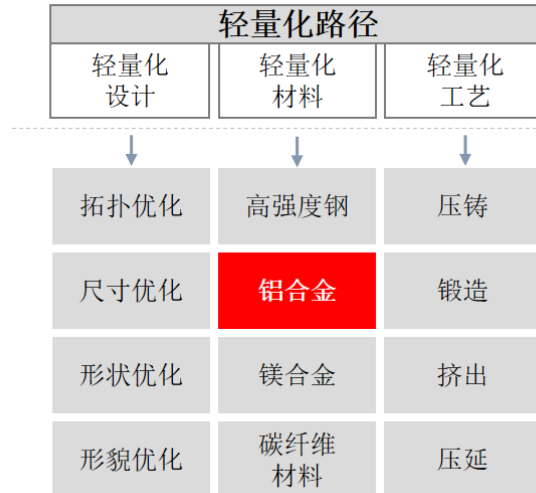 轻量化路径
轻量化
设计
轻量化
材料
轻量化
工艺
拓扑优化
高强度钢
压铸
尺寸优化
铝合金
锻造
形状优化
镁合金
挤出
形貌优化
碳纤维
材料
压延